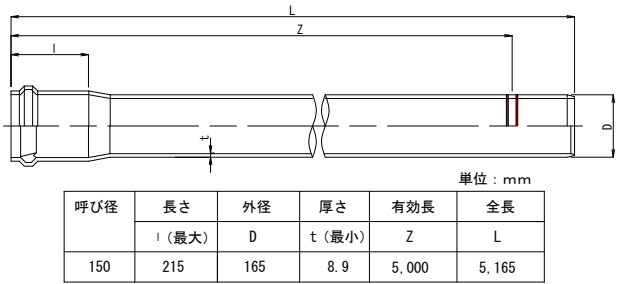 L
Z
l
t
D
単位：mm
呼び径 長さ 外径 厚さ 有効長 全長
l（最大） D t（最小） Z L
150 215 165 8.9 5,000 5,165